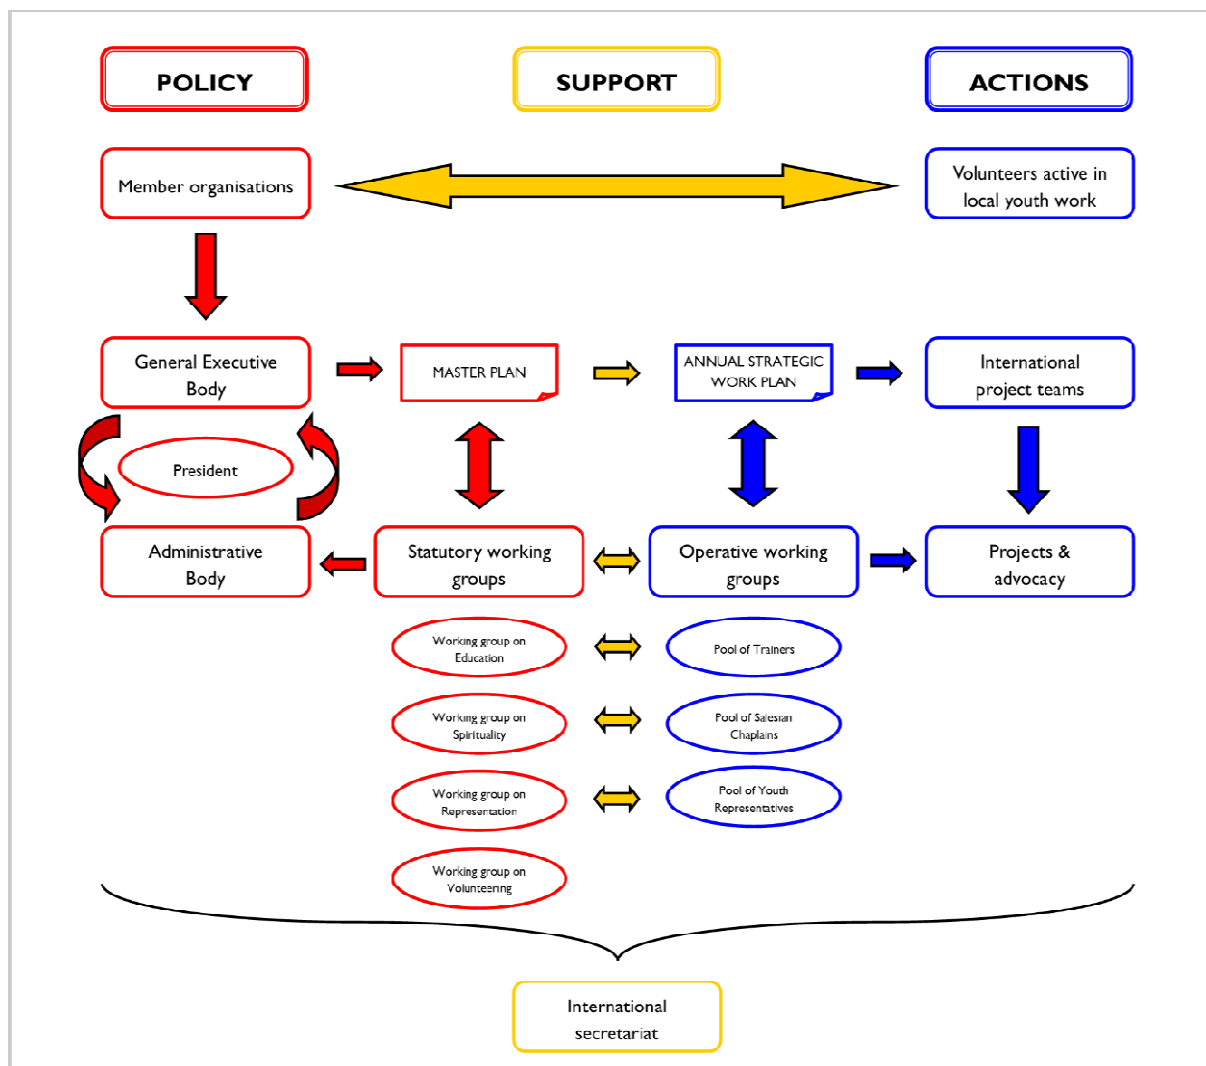 POLICY
SUPPORT
ACTIONS
Member organisations
Volunteers active in
local youth work
General Executive
Body
MASTER PLAN
ANNUAL STRATEGIC
WORK PLAN
International
project teams
President
Administrative
Body
Statutory working
groups
Operative working
groups
Projects &
advocacy
Working group on
Education
Pool of Trainers
Working group on
Spirituality
Pool of Salesian
Chaplains
Working group on
Representation
Pool of Youth
Representatives
Working group on
Volunteering
International
secretariat